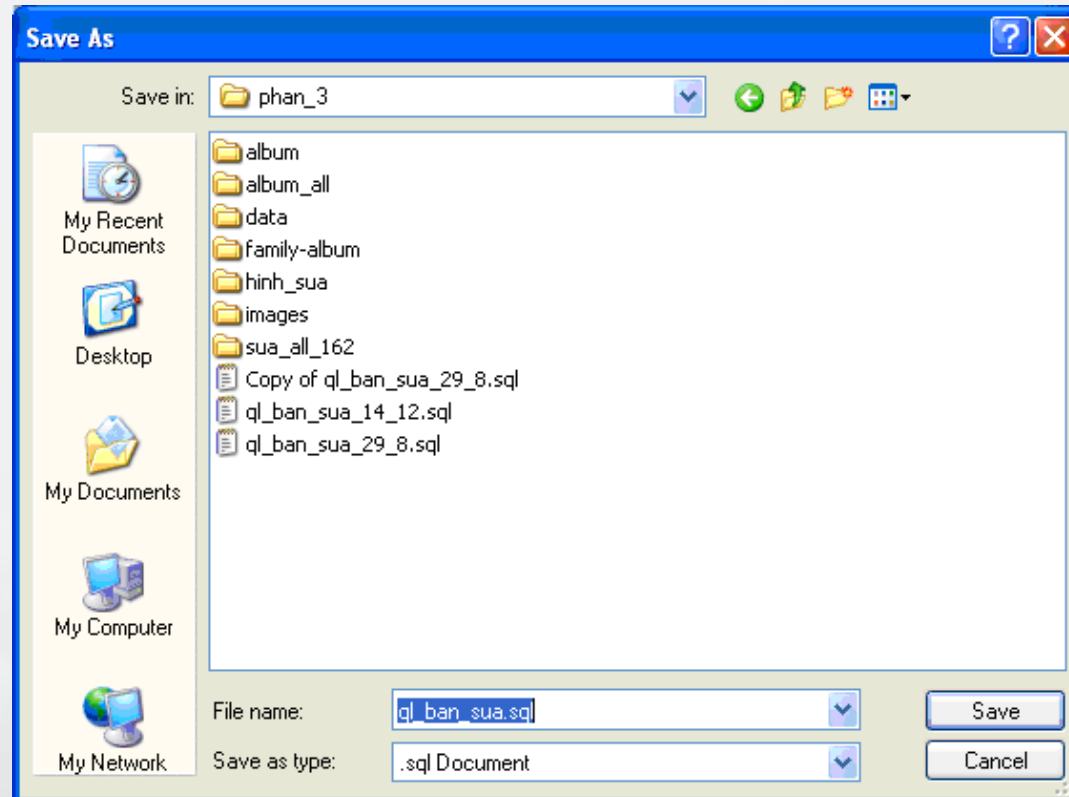 Save As
Save in:
phan_3
My Recent
Documents
Desktop
My Documents
My Computer
My Network
album
album_all
data
family-album
hinh_sua
images
sua_all_162
Copy of ql_ban_sua_29_8.sql
ql_ban_sua_14_12.sql
ql_ban_sua_29_8.sql
File name:
ql_ban_sua.sql
Save
Save as type:
.sql Document
Cancel